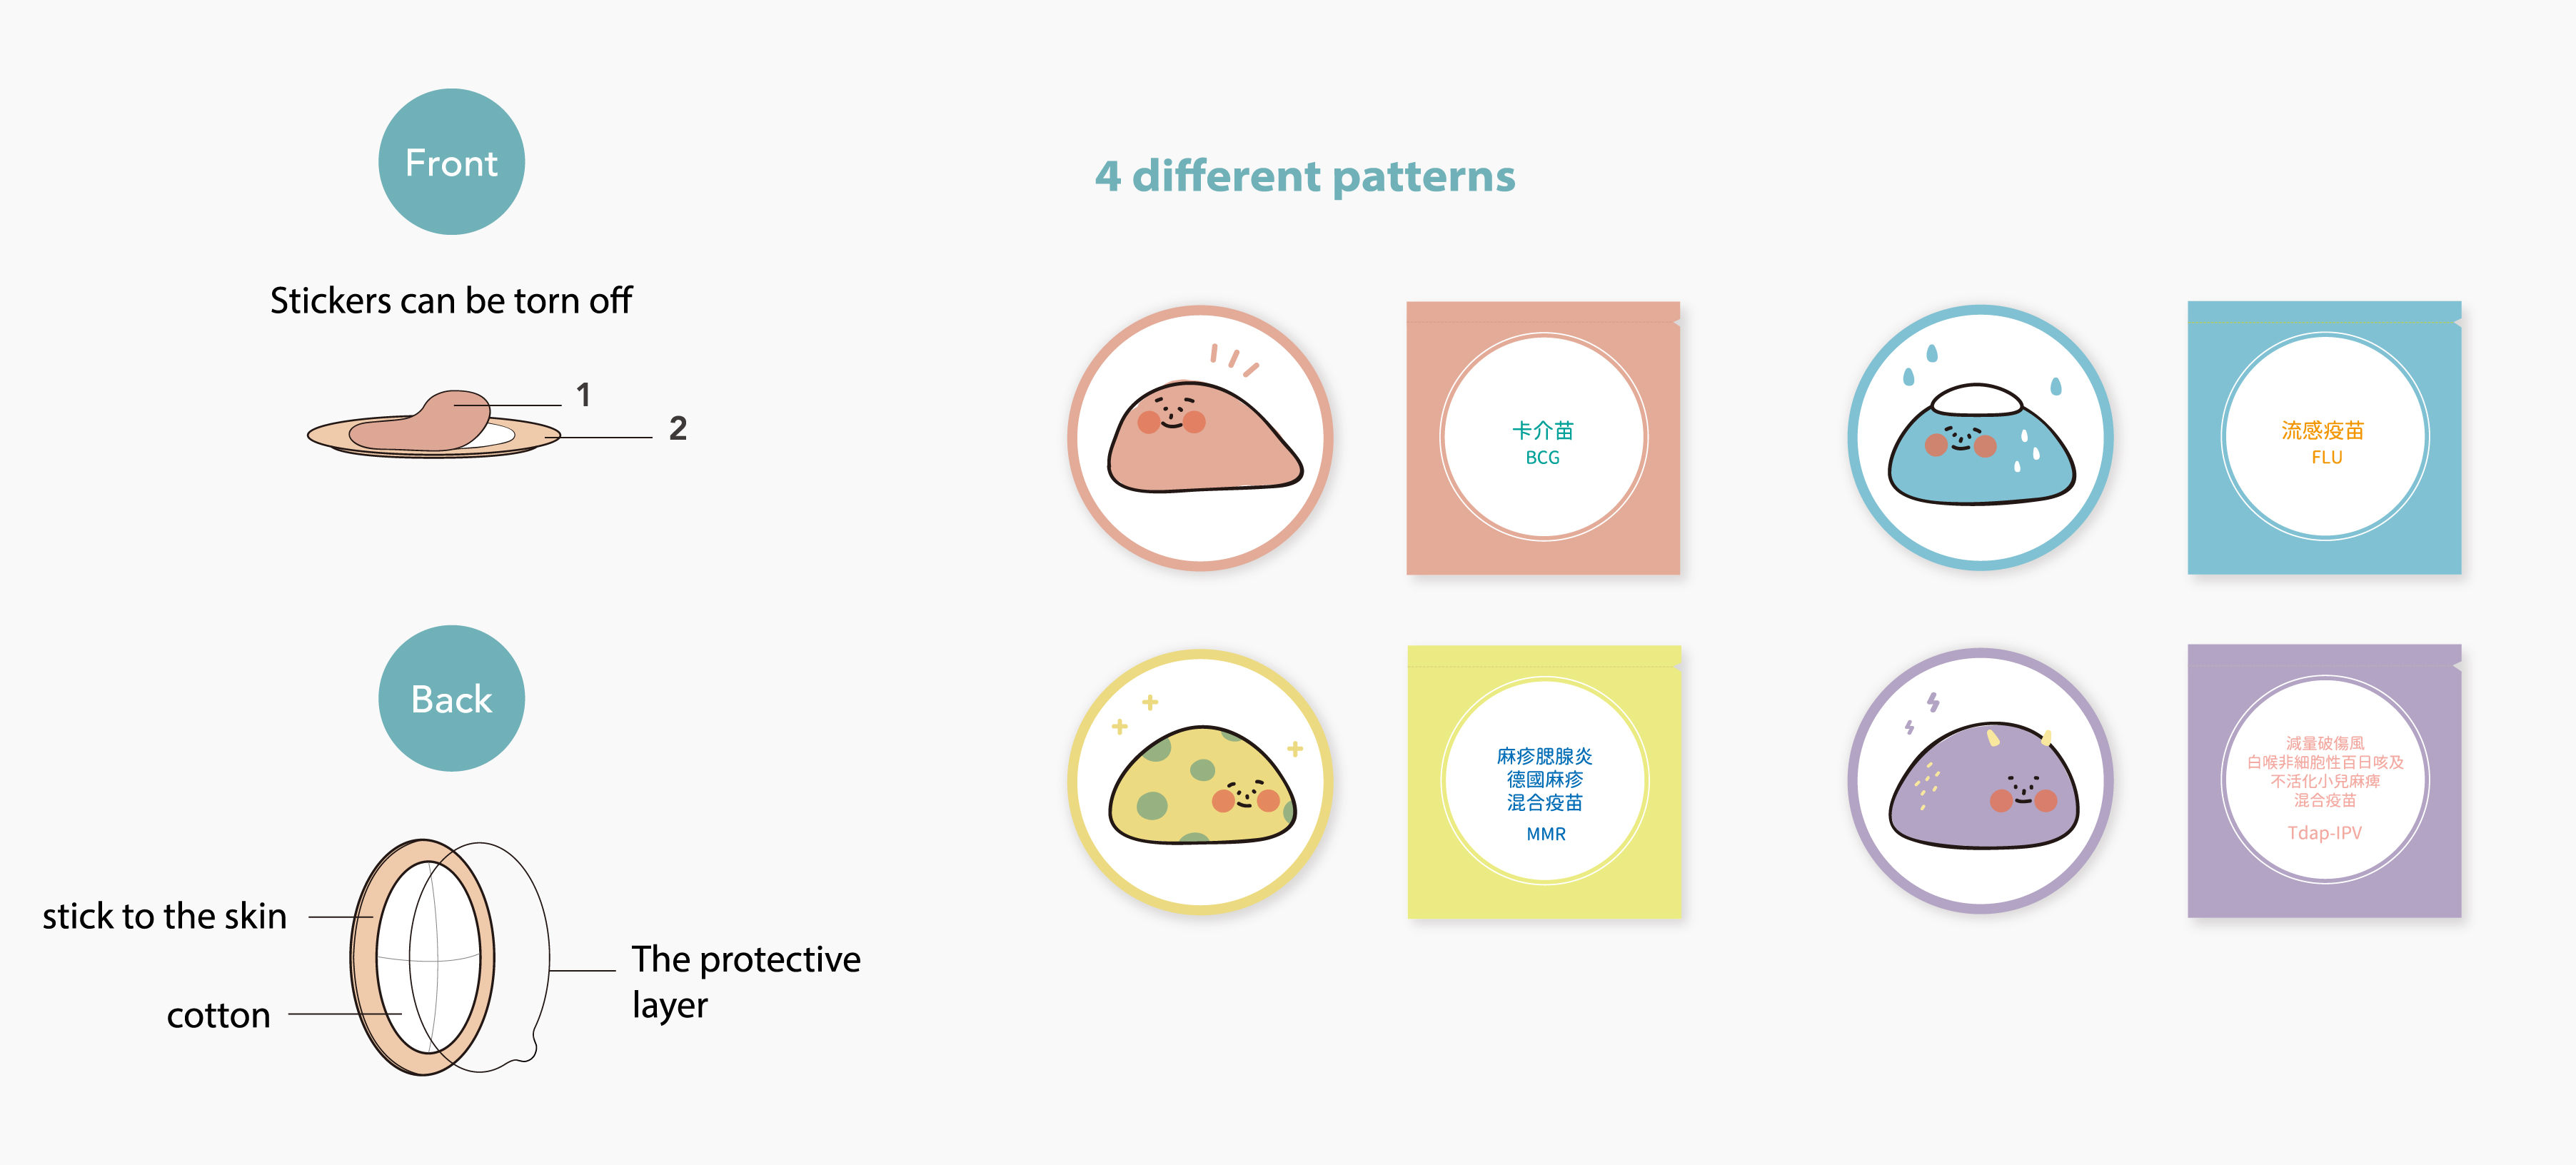 Front
Stickers can be torn off
1
2
Back
stick to the skin
cotton
The protective
layer
4 different patterns
卡介苗
BCG
流感疫苗
FLU
麻疹腮腺炎
德國麻疹
混合疫苗
MMR
減量破傷風
白喉非細胞性百日咳及
不活化小兒麻痺
混合疫苗
Tdap-IPV